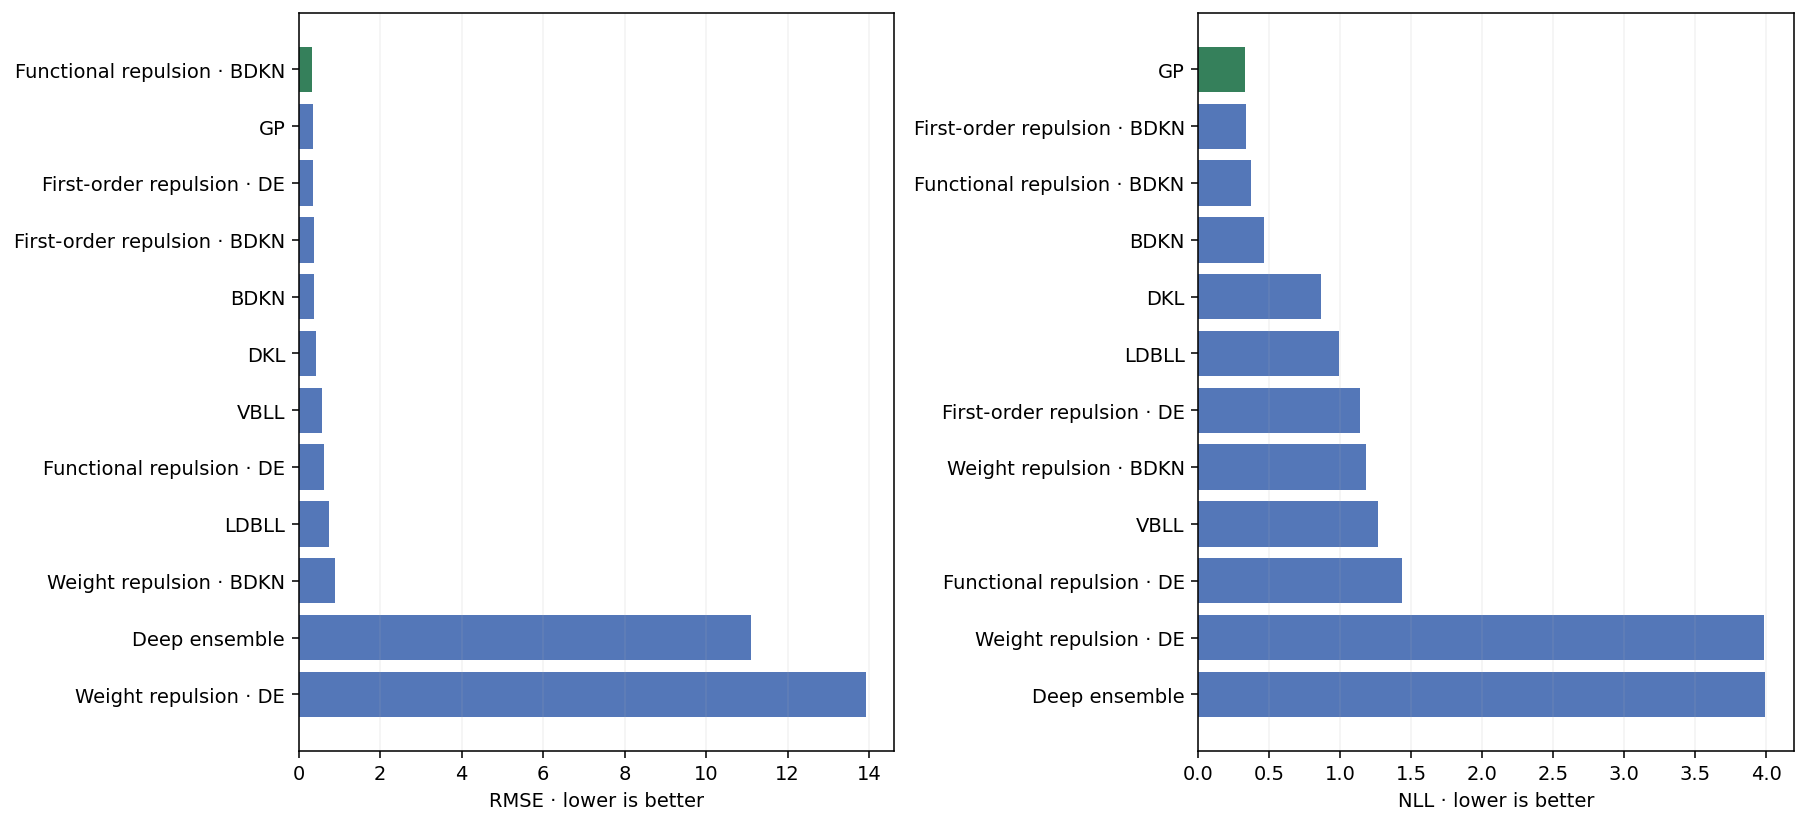 Functional repulsion · BDKN
GP
First-order repulsion · DE
First-order repulsion · BDKN
BDKN
DKL
VBLL
Functional repulsion · DE
LDBLL
Weight repulsion · BDKN
Deep ensemble
Weight repulsion · DE
0 2 4 6 8 10 12 14
RMSE · lower is better
GP
First-order repulsion · BDKN
Functional repulsion · BDKN
BDKN
DKL
LDBLL
First-order repulsion · DE
Weight repulsion · BDKN
VBLL
Functional repulsion · DE
Weight repulsion · DE
Deep ensemble
0.0 0.5 1.0 1.5 2.0 2.5 3.0 3.5 4.0
NLL · lower is better